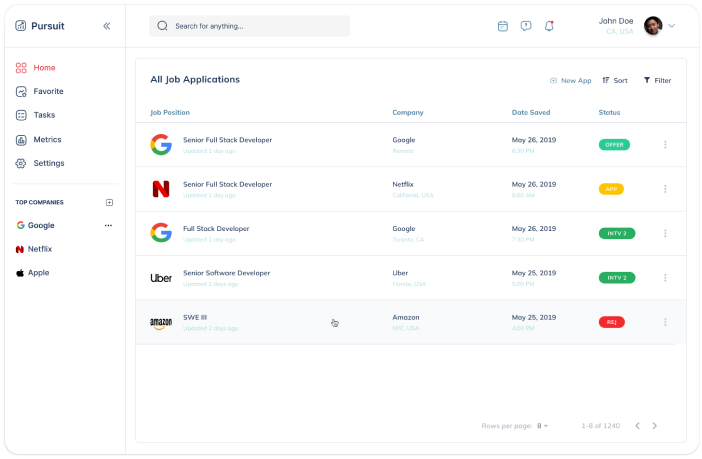 Pursuit
Search for anything...
John Doe
CA, USA
Home
Favorite
Tasks
Metrics
Settings
TOP COMPANIES
Google
Netflix
Apple
All Job Applications
New App
Sort
Filter
Job Position Company Date Saved Status
Senior Full Stack Developer Google May 26, 2019 OFFER
Updated 1 day ago Remote 6:30 PM
Senior Full Stack Developer Netflix May 26, 2019 APP
Updated 1 day ago California, USA 8:00 AM
Full Stack Developer Google May 26, 2019 INTV 2
Updated 1 day ago Toronto, CA 7:30 PM
Uber Senior Software Developer Uber May 25, 2019 INTV 2
Updated 2 days ago USA 5:00 PM
amazon SWE III Amazon May 25, 2019 REJ
Updated 2 days ago NYC, USA 4:03 PM
Rows per page: 8 1-8 of 1240